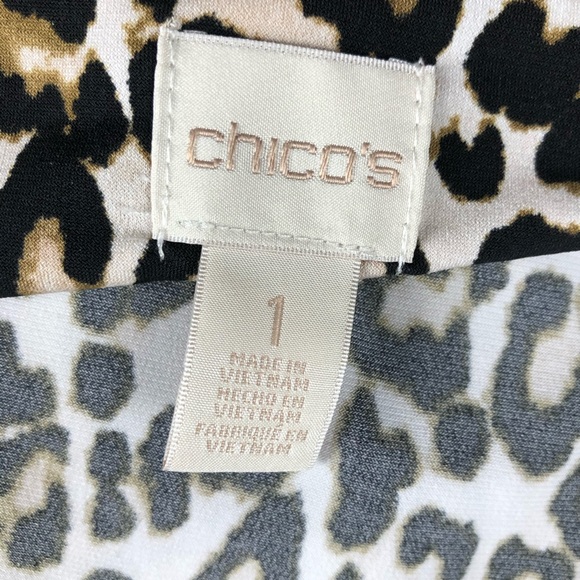 chico's
1
MADE IN
VIETNAM
HECHO EN
VIETNAM
FABRIQUÉ EN
VIETNAM